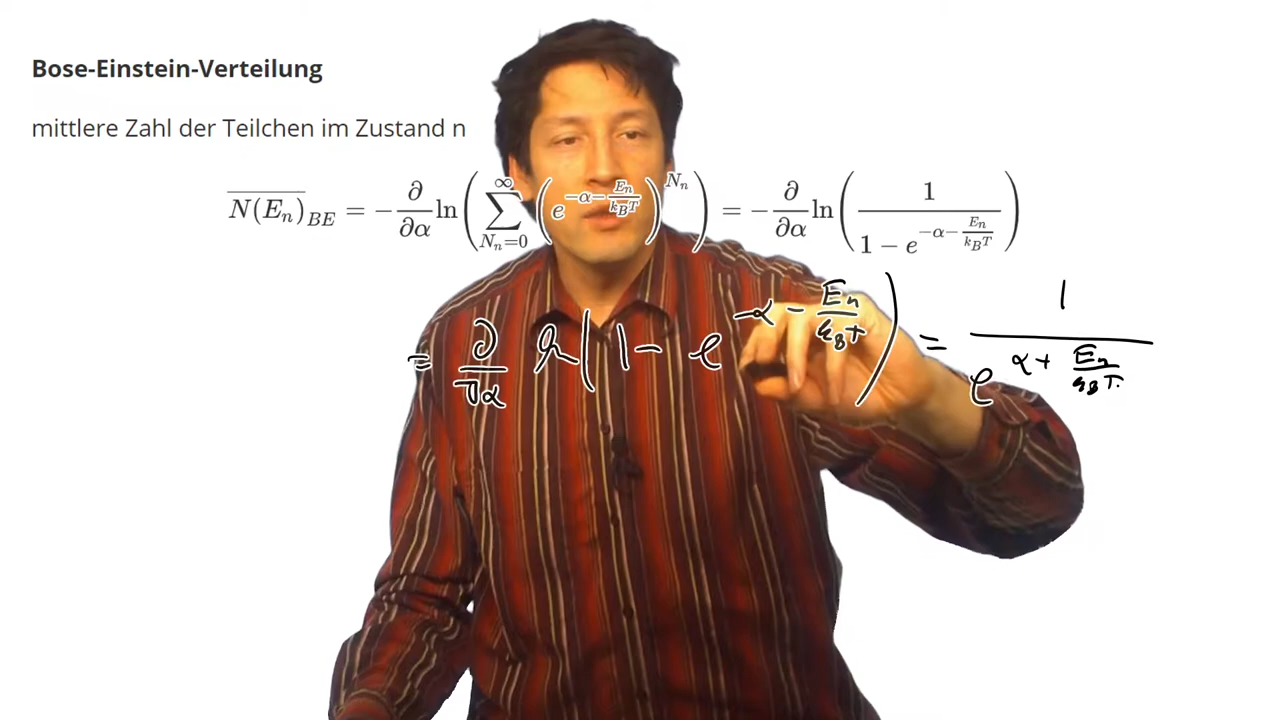 Bose-Einstein-Verteilung
mittlere Zahl der Teilchen im Zustand n
$\overline{N(E_n)}_{BE} = -\frac{\partial}{\partial\alpha}\ln\left(\sum_{N_n=0}^{\infty}\left(e^{-\alpha-\frac{E_n}{k_BT}}\right)^{N_n}\right) = -\frac{\partial}{\partial\alpha}\ln\left(\frac{1}{1-e^{-\alpha-\frac{E_n}{k_BT}}}\right)$
$= \frac{\partial}{\partial\alpha} \ln\left(1 - e^{-\alpha - \frac{E_n}{k_BT}}\right) = \frac{1}{e^{\alpha + \frac{E_n}{k_BT}}}$